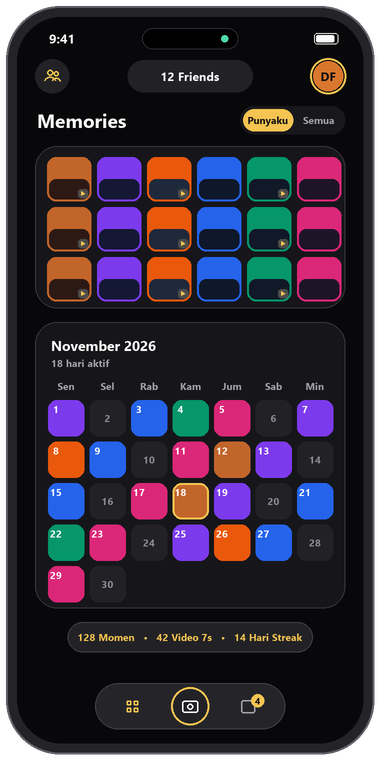 9:41
12 Friends
DF
Memories
Punyaku Semua
November 2026
18 hari aktif
Sen Sel Rab Kam Jum Sab Min
1 2 3 4 5 6 7
8 9 10 11 12 13 14
15 16 17 18 19 20 21
22 23 24 25 26 27 28
29 30
128 Momen • 42 Video 7s • 14 Hari Streak
4